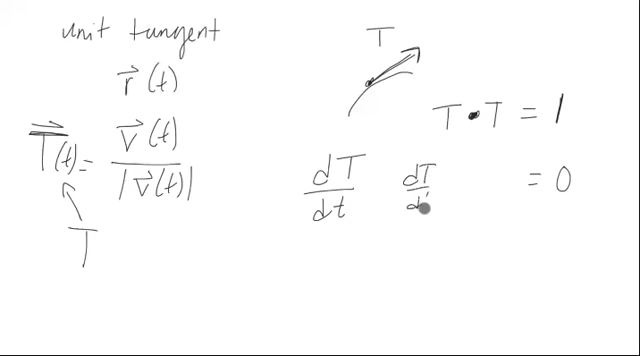 unit tangent
r⃗(t)
T⃗(t) = v⃗(t) / |v⃗(t)|
T
T
T • T = 1
dT/dt dT/d = 0